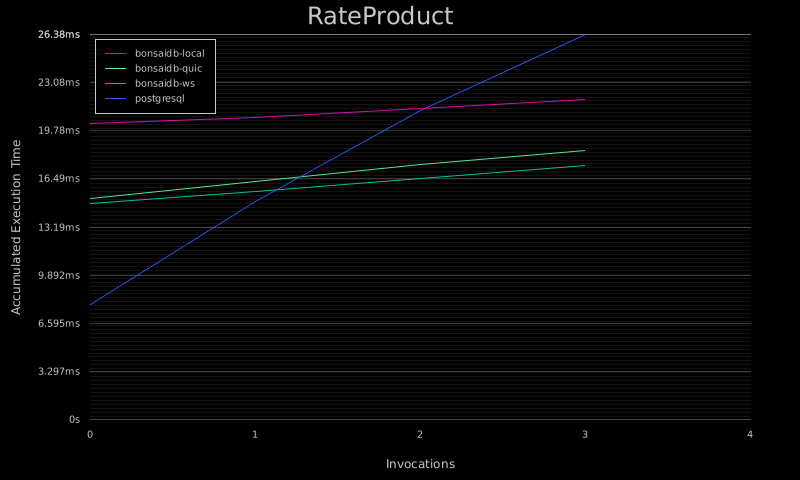 RateProduct
26.38ms
bonsaidb-local
bonsaidb-quic
bonsaidb-ws
postgresql
23.08ms
19.78ms
16.49ms
13.19ms
9.892ms
6.595ms
3.297ms
0s
Accumulated Execution Time
0 1 2 3 4
Invocations